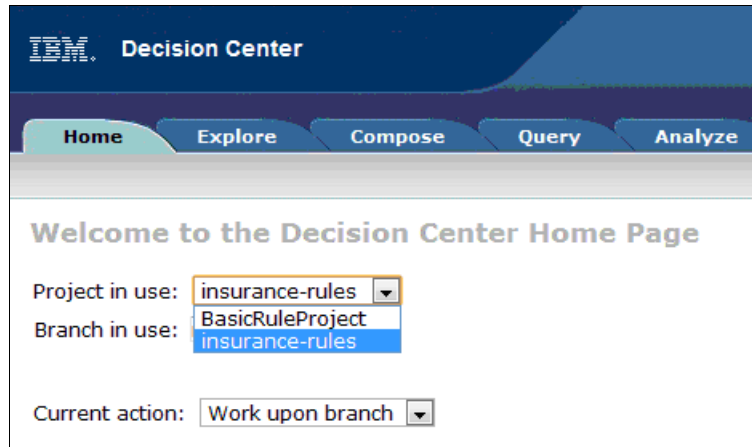 IBM. Decision Center
Home Explore Compose Query Analyze
Welcome to the Decision Center Home Page
Project in use: insurance-rules
BasicRuleProject
Branch in use:
insurance-rules
Current action: Work upon branch